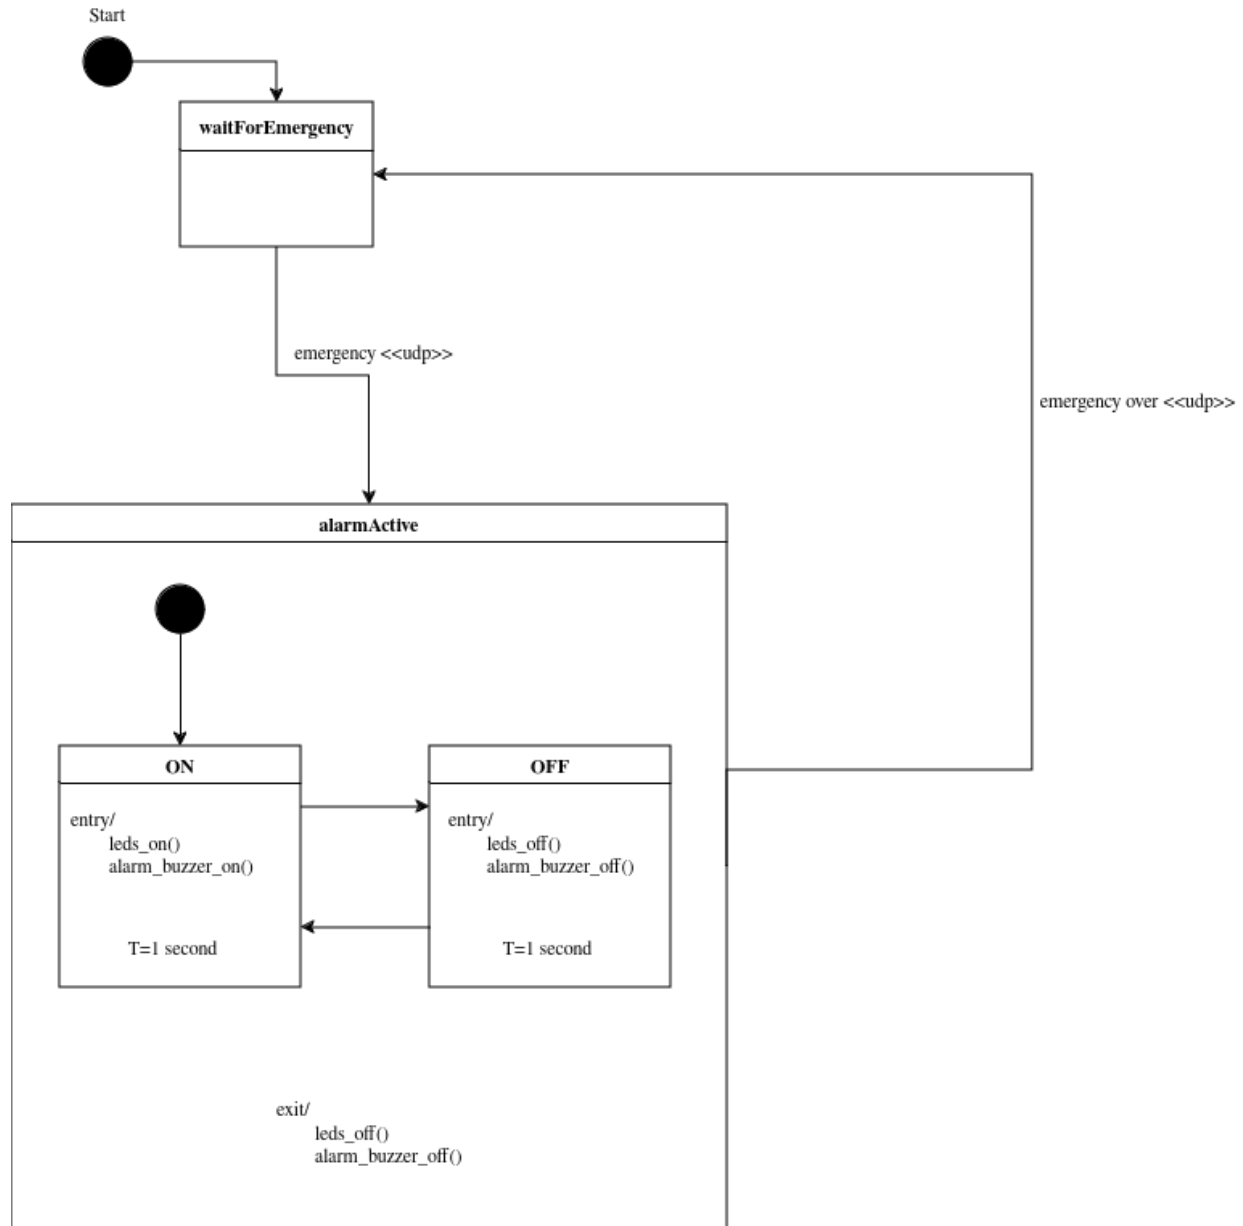 Start
waitForEmergency
emergency <<udp>>
emergency over <<udp>>
alarmActive
ON
entry/
leds_on()
alarm_buzzer_on()
T=1 second
OFF
entry/
leds_off()
alarm_buzzer_off()
T=1 second
exit/
leds_off()
alarm_buzzer_off()